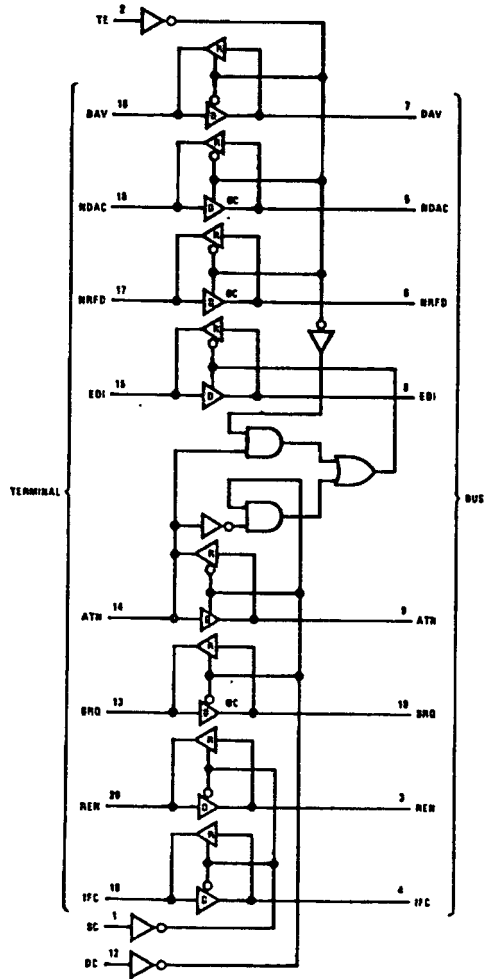 2
TE
R
DAV 16 D 7 DAV
R
NDAC 18 D OC 5 NDAC
R
NRFD 17 D OC 6 NRFD
R
EOI 15 D 8 EOI
TERMINAL
BUS
R
ATN 14 D 9 ATN
R
SRQ 13 D OC 10 SRQ
R
REN 20 D 3 REN
R
IFC 19 D 4 IFC
1
SC
12
DC